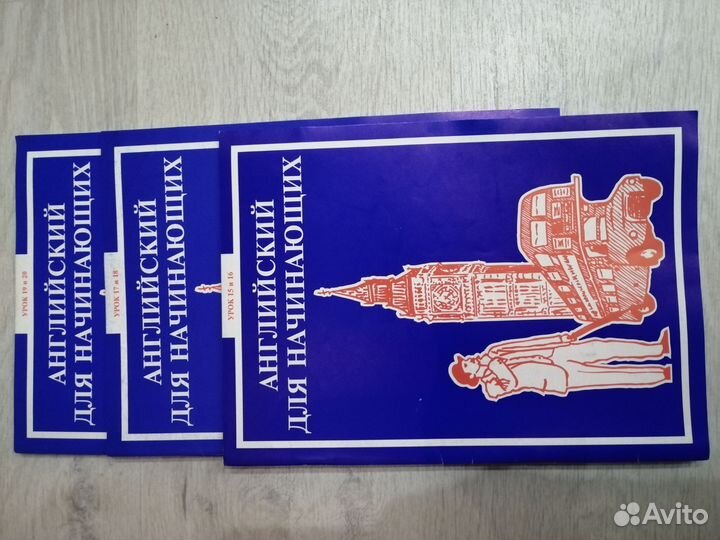 УРОК 19 и 20
АНГЛИЙСКИЙ
ДЛЯ НАЧИНАЮЩИХ
УРОК 17 и 18
АНГЛИЙСКИЙ
ДЛЯ НАЧИНАЮЩИХ
УРОК 15 и 16
АНГЛИЙСКИЙ
ДЛЯ НАЧИНАЮЩИХ
Avito